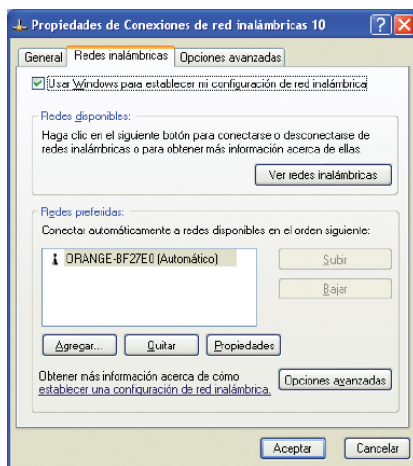 Propiedades de Conexiones de red inalámbricas 10
General Redes inalámbricas Opciones avanzadas
Usar Windows para establecer mi configuración de red inalámbrica
Redes disponibles:
Haga clic en el siguiente botón para conectarse o desconectarse de
redes inalámbricas o para obtener más información acerca de ellas.
Ver redes inalámbricas
Redes preferidas:
Conectar automáticamente a redes disponibles en el orden siguiente:
ORANGE-BF27E0 (Automático)
Subir
Bajar
Agregar... Quitar Propiedades
Obtener más información acerca de cómo
establecer una configuración de red inalámbrica.
Opciones avanzadas
Aceptar Cancelar